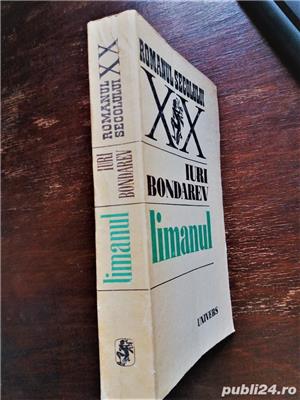 ROMANUL SECOLULUI
XX
IURI
BONDAREV
limanul
UNIVERS
ROMANUL
SECOLULUI
XX
IURI
BONDAREV
limanul
publi24.ro